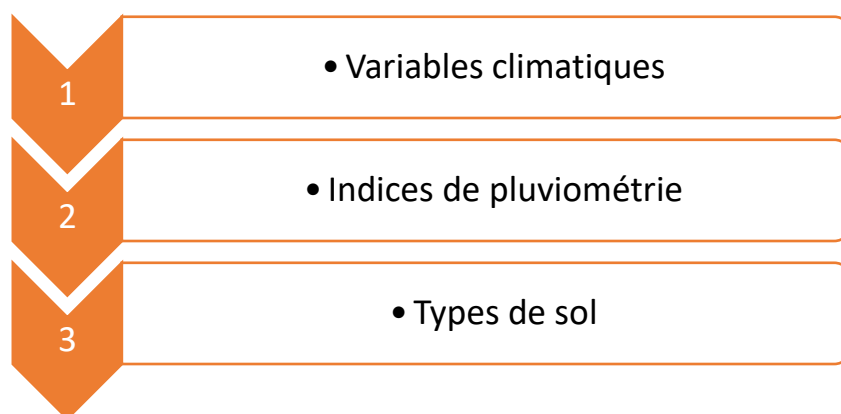 1
• Variables climatiques
2
• Indices de pluviométrie
3
• Types de sol